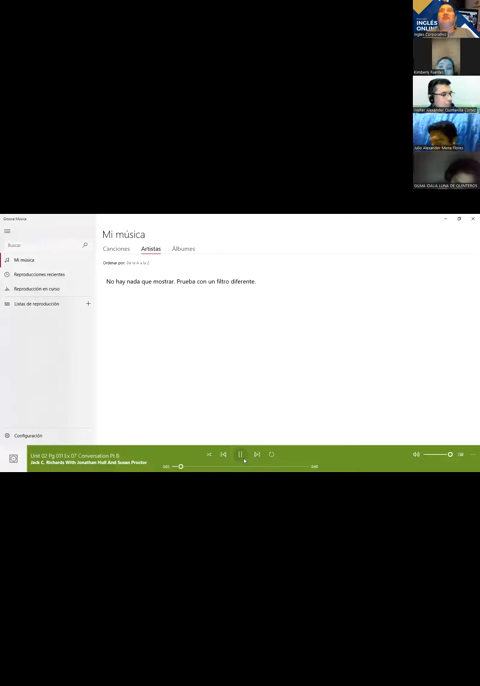 INGLÉS
ONLINE
Inglés Corporativo
Kimberly Fuentes
Julio Alexander Mena Flores
Groove Música
Mi música
Canciones
Artistas
Álbumes
Ordenar por: De la A a la Z
No hay nada que mostrar. Prueba con un filtro diferente.
Buscar
Mi música
Reproducciones recientes
Reproducción en curso
Listas de reproducción
Configuración
Unit 02 Pg 011 Ex 07 Conversation Pt B
Jack C. Richards With Jonathan Hull And Susan Proctor